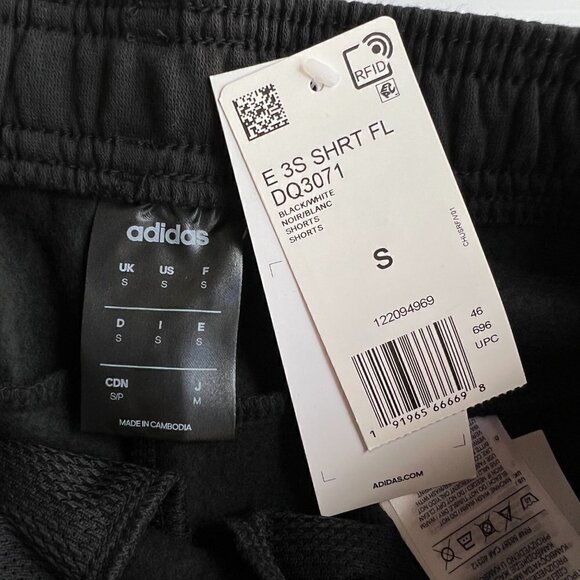 RFID
E 3S SHRT FL
DQ3071
BLACK/WHITE
NOIR/BLANC
SHORTS
SHORTS
CHUSRFIV01
S
122094969
46
696
UPC
1 91965 66669 8
ADIDAS.COM
adidas
UK US F
S S S
D I E
S S S
CDN J
S/P M
MADE IN CAMBODIA